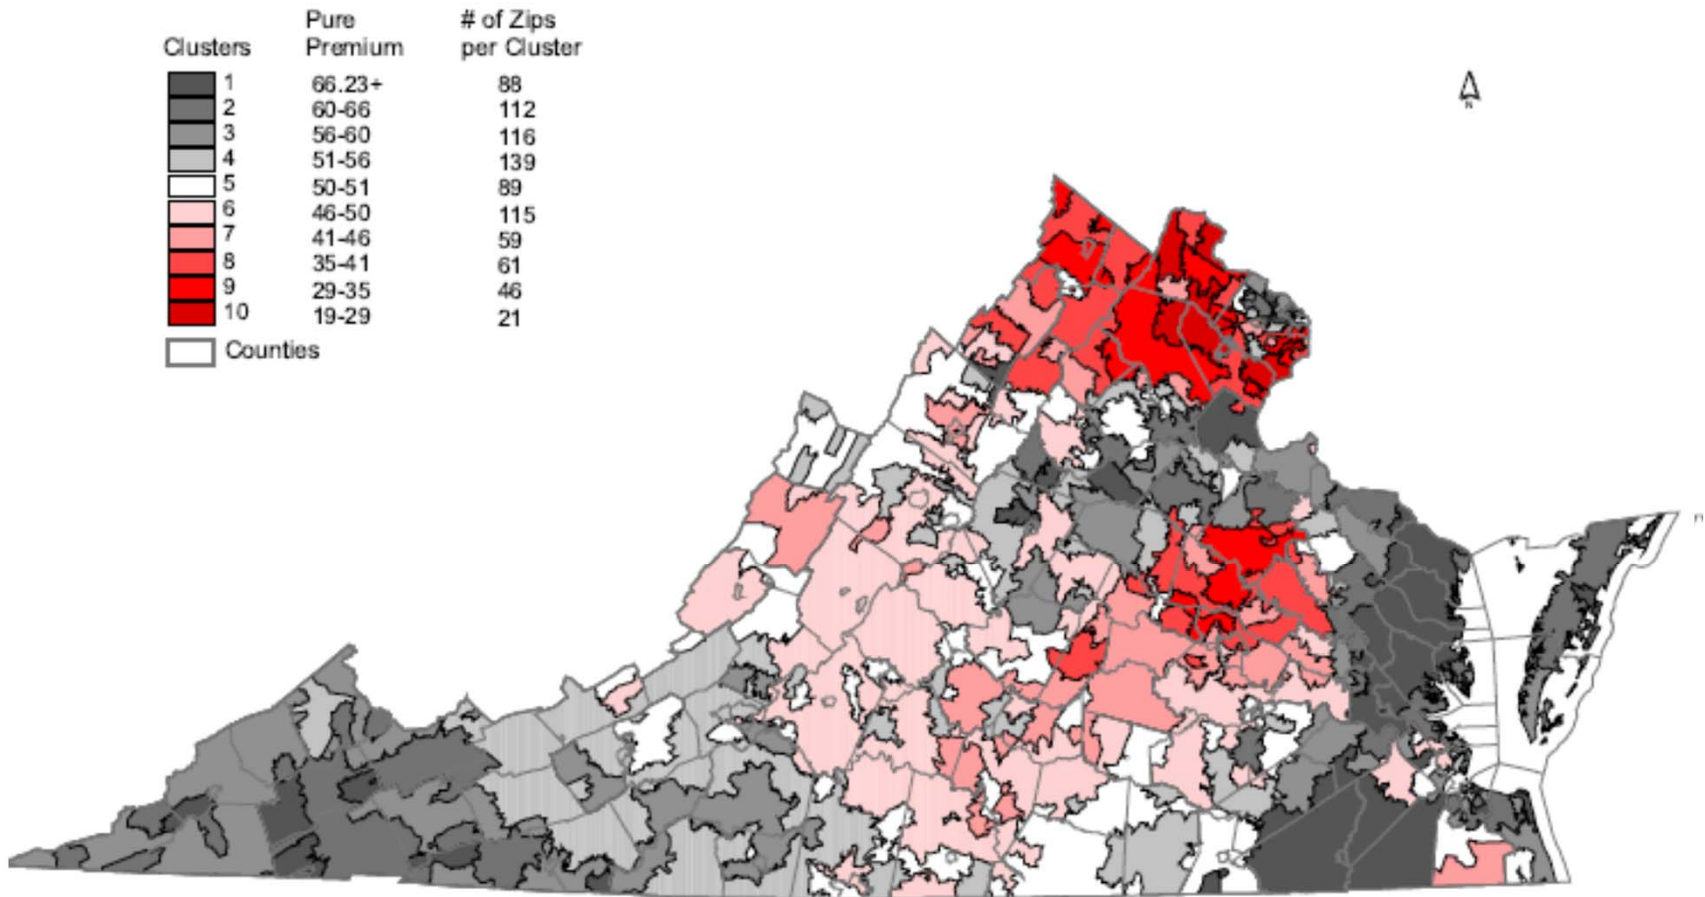 Clusters Pure Premium # of Zips per Cluster
1 66.23+ 88
2 60-66 112
3 56-60 116
4 51-56 139
5 50-51 89
6 46-50 115
7 41-46 59
8 35-41 61
9 29-35 46
10 19-29 21
Counties
N